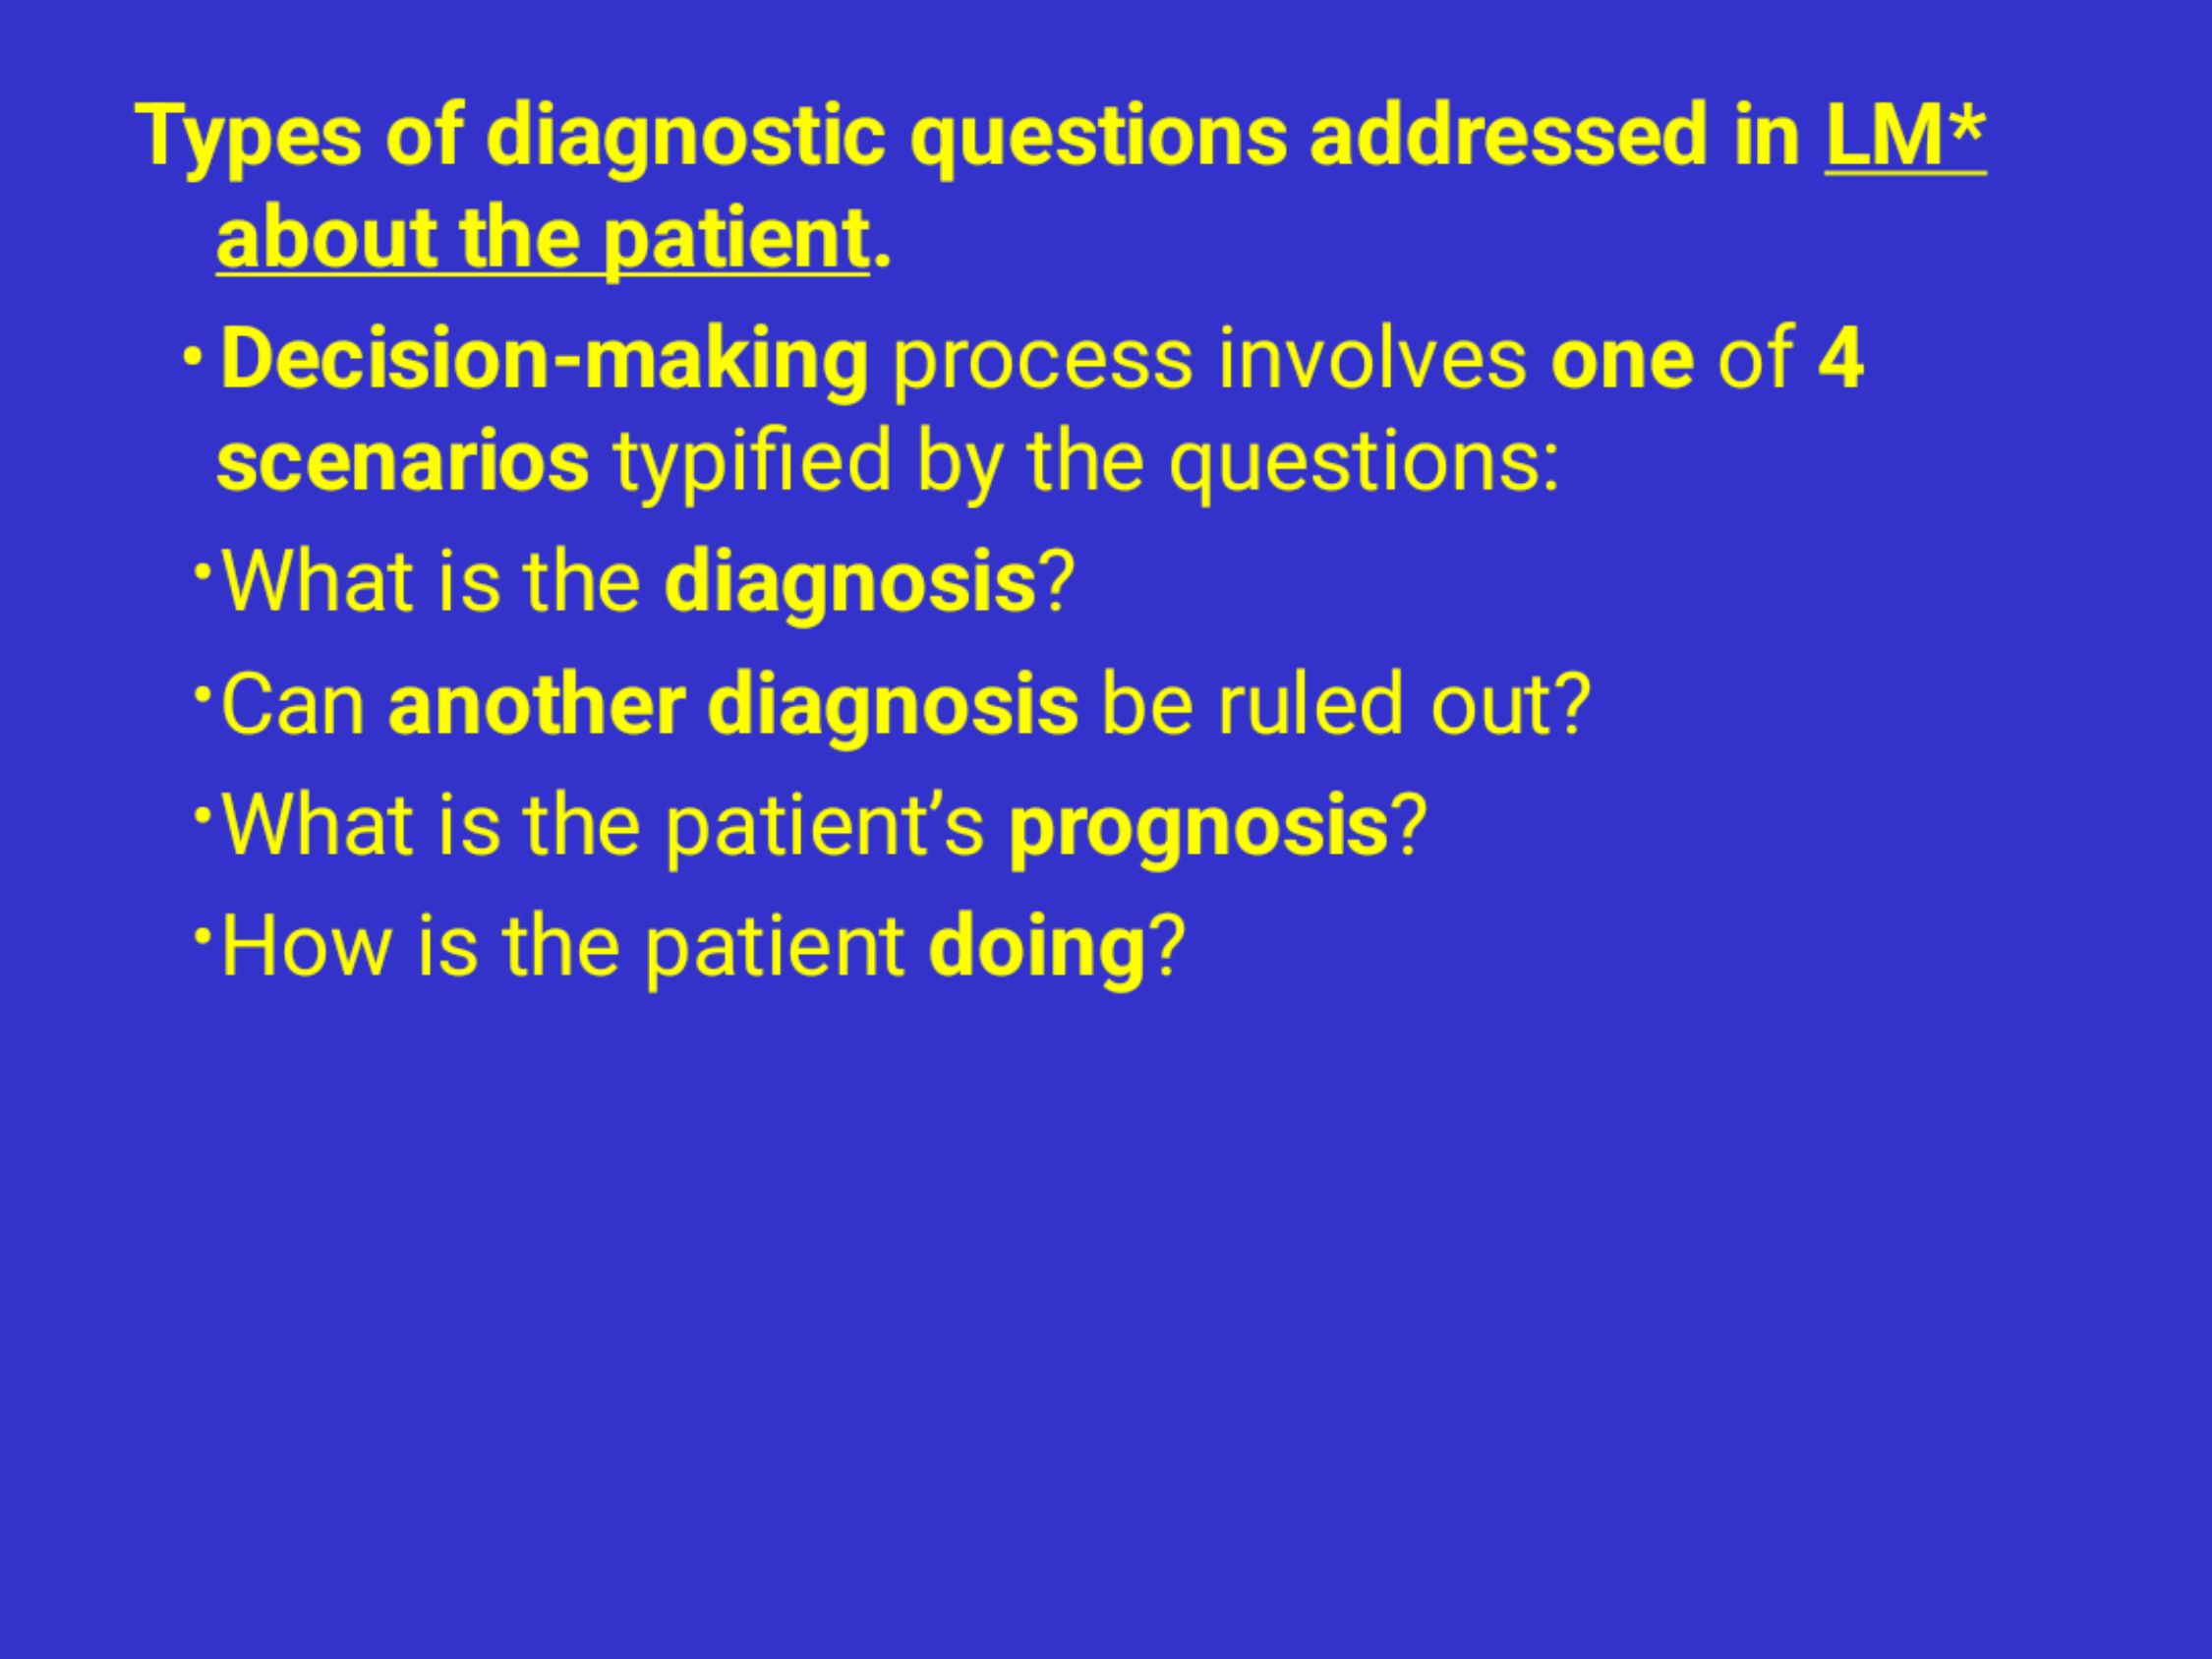 Types of diagnostic questions addressed in LM*
about the patient.
• Decision-making process involves one of 4
scenarios typified by the questions:
• What is the diagnosis?
• Can another diagnosis be ruled out?
• What is the patient’s prognosis?
• How is the patient doing?